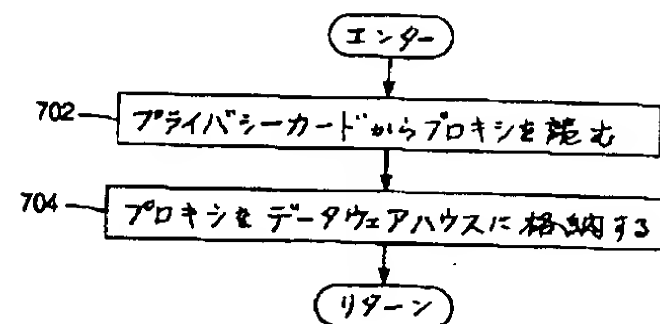 エンター
702 プライバシーカードからプロキシを読む
704 プロキシをデータウェアハウスに格納する
リターン